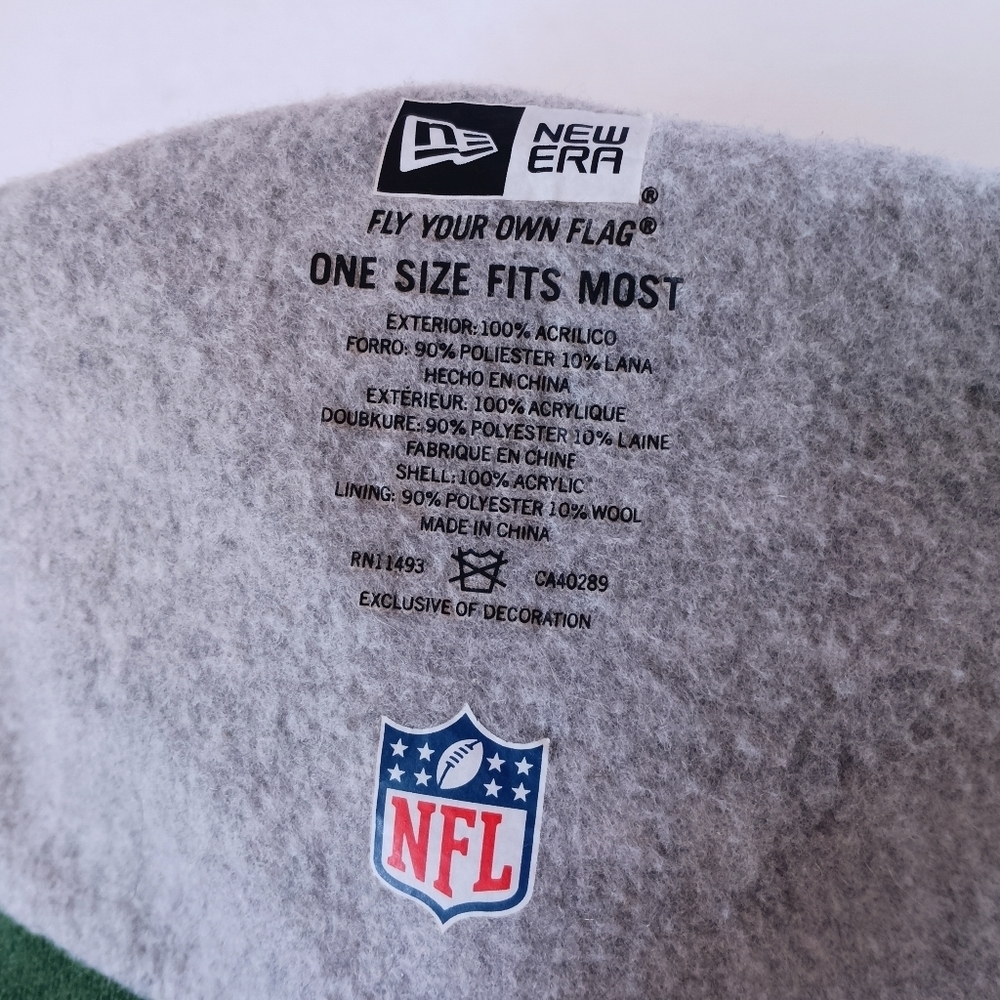 NEW
ERA
®
FLY YOUR OWN FLAG®
ONE SIZE FITS MOST
EXTERIOR: 100% ACRILICO
FORRO: 90% POLIESTER 10% LANA
HECHO EN CHINA
EXTÉRIEUR: 100% ACRYLIQUE
DOUBKURE: 90% POLYESTER 10% LAINE
FABRIQUE EN CHINE
SHELL: 100% ACRYLIC
LINING: 90% POLYESTER 10% WOOL
MADE IN CHINA
RN11493 CA40289
EXCLUSIVE OF DECORATION
NFL